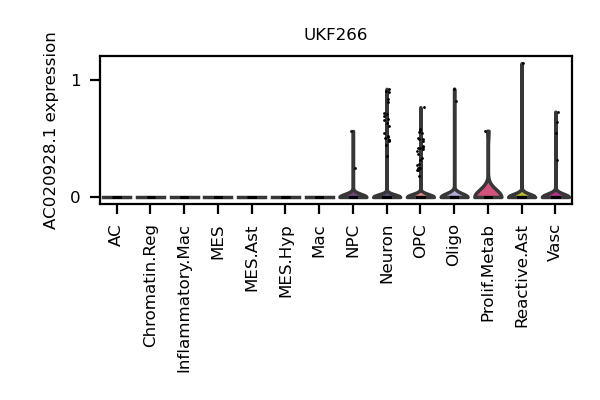 UKF266
AC020928.1 expression
1
0
AC
Chromatin.Reg
Inflammatory.Mac
MES
MES.Ast
MES.Hyp
Mac
NPC
Neuron
OPC
Oligo
Prolif.Metab
Reactive.Ast
Vasc